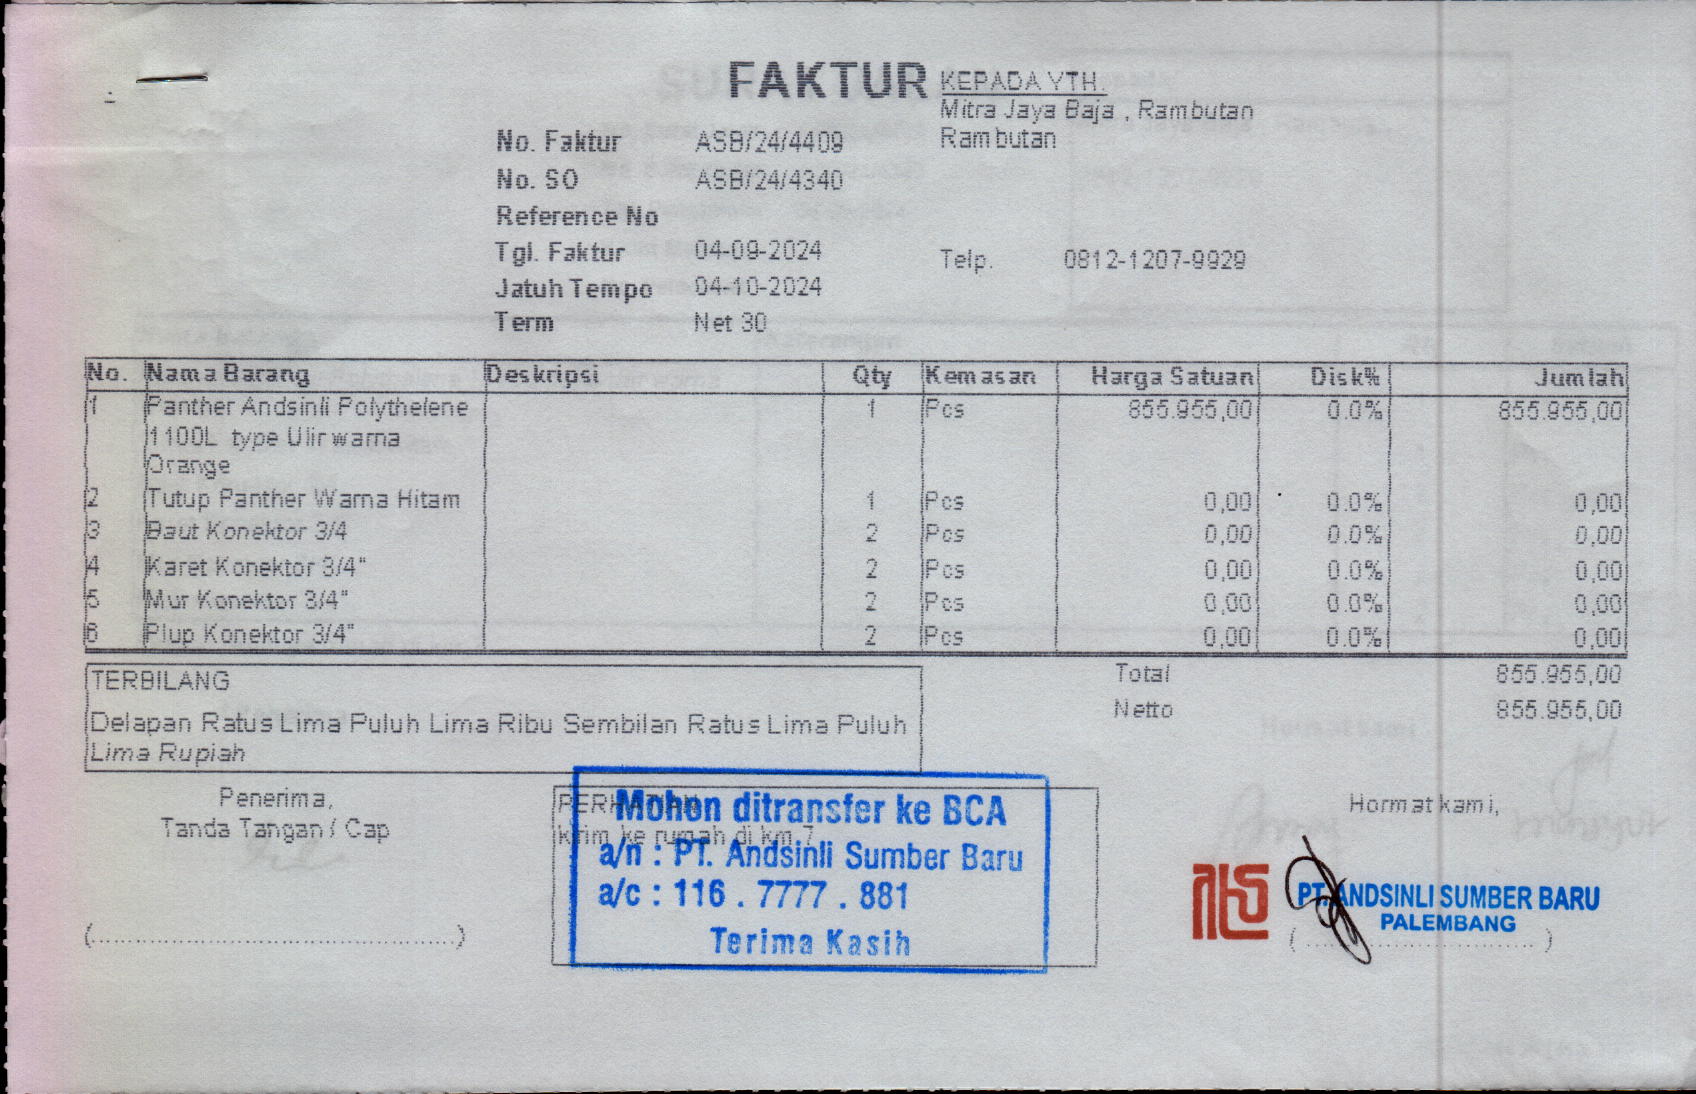 FAKTUR
KEPADA YTH.
Mitra Jaya Baja , Rambutan
Rambutan
No. Faktur ASB/24/4409
No. SO ASB/24/4340
Reference No
Tgl. Faktur 04-09-2024
Telp. 0812-1207-9929
Jatuh Tempo 04-10-2024
Term Net 30
No. Nama Barang Deskripsi Qty Kemasan Harga Satuan Disk% Jumlah
1 Panther Andsinli Polythelene 1 Pcs 855.955,00 0.0% 855.955,00
1100L type Ulir warna
Orange
2 Tutup Panther Warna Hitam 1 Pcs 0,00 0.0% 0,00
3 Baut Konektor 3/4 2 Pcs 0,00 0.0% 0,00
4 Karet Konektor 3/4" 2 Pcs 0,00 0.0% 0,00
5 Mur Konektor 3/4" 2 Pcs 0,00 0.0% 0,00
6 Plup Konektor 3/4" 2 Pcs 0,00 0.0% 0,00
Total 855.955,00
Netto 855.955,00
TERBILANG
Delapan Ratus Lima Puluh Lima Ribu Sembilan Ratus Lima Puluh
Lima Rupiah
Penerima,
Tanda Tangan / Cap
(................................................)
PERHATIAN
kirim ke rumah di km 7
Mohon ditransfer ke BCA
a/n : PT. Andsinli Sumber Baru
a/c : 116 . 7777 . 881
Terima Kasih
Hormat kami,
PT. ANDSINLI SUMBER BARU
PALEMBANG
( .............................. )